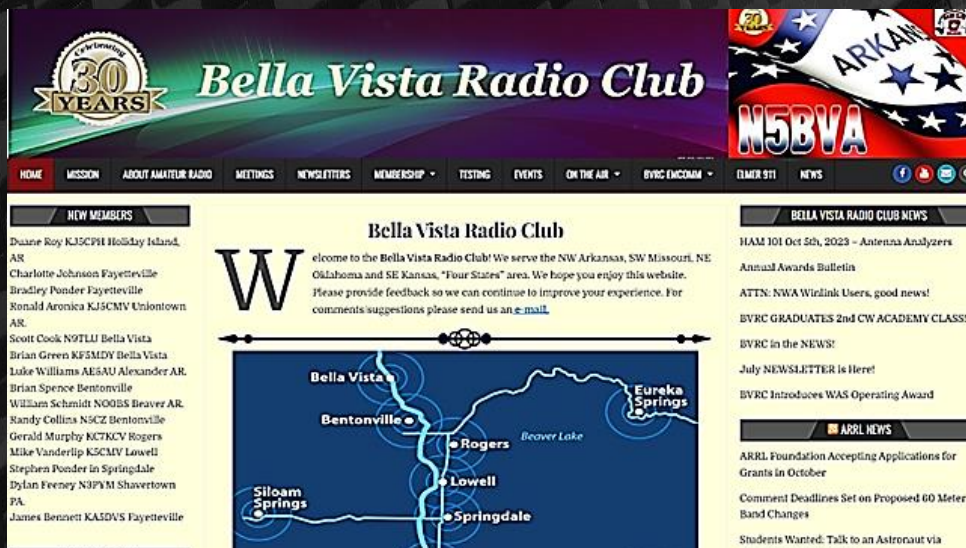 Celebrating
30
YEARS
Bella Vista Radio Club
N5BVA
HOME MISSION ABOUT AMATEUR RADIO MEETINGS NEWSLETTERS MEMBERSHIP TESTING EVENTS ON THE AIR BVRC EMCOMM ELMER 911 NEWS
NEW MEMBERS
Duane Roy KJ5CPH Holiday Island,
AR
Charlotte Johnson Fayetteville
Bradley Ponder Fayetteville
Ronald Aronica KJ5CMV Uniontown
AR.
Scott Cook N9TLU Bella Vista
Brian Green KF5MDY Bella Vista
Luke Williams AE5AU Alexander AR.
Brian Spence Bentonville
William Schmidt NO0BS Beaver AR.
Randy Collins N5CZ Bentonville
Gerald Murphy KC7KCV Rogers
Mike Vanderlip K5CMV Lowell
Stephen Ponder in Springdale
Dylan Feeney N3PYM Shavertown
PA.
James Bennett KA5DVS Fayetteville
Bella Vista Radio Club
Welcome to the Bella Vista Radio Club! We serve the NW Arkansas, SW Missouri, NE
Oklahoma and SE Kansas, "Four States" area. We hope you enjoy this website.
Please provide feedback so we can continue to improve your experience. For
comments/suggestions please send us an e-mail.
Bella Vista
Bentonville
Eureka
Springs
Rogers
Beaver Lake
Lowell
Siloam
Springs
Springdale
BELLA VISTA RADIO CLUB NEWS
HAM 101 Oct 5th, 2023 – Antenna Analyzers
Annual Awards Bulletin
ATTN: NWA Winlink Users, good news!
BVRC GRADUATES 2nd CW ACADEMY CLASS!
BVRC in the NEWS!
July NEWSLETTER is Here!
BVRC Introduces WAS Operating Award
ARRL NEWS
ARRL Foundation Accepting Applications for
Grants in October
Comment Deadlines Set on Proposed 60 Meter
Band Changes
Students Wanted: Talk to an Astronaut via